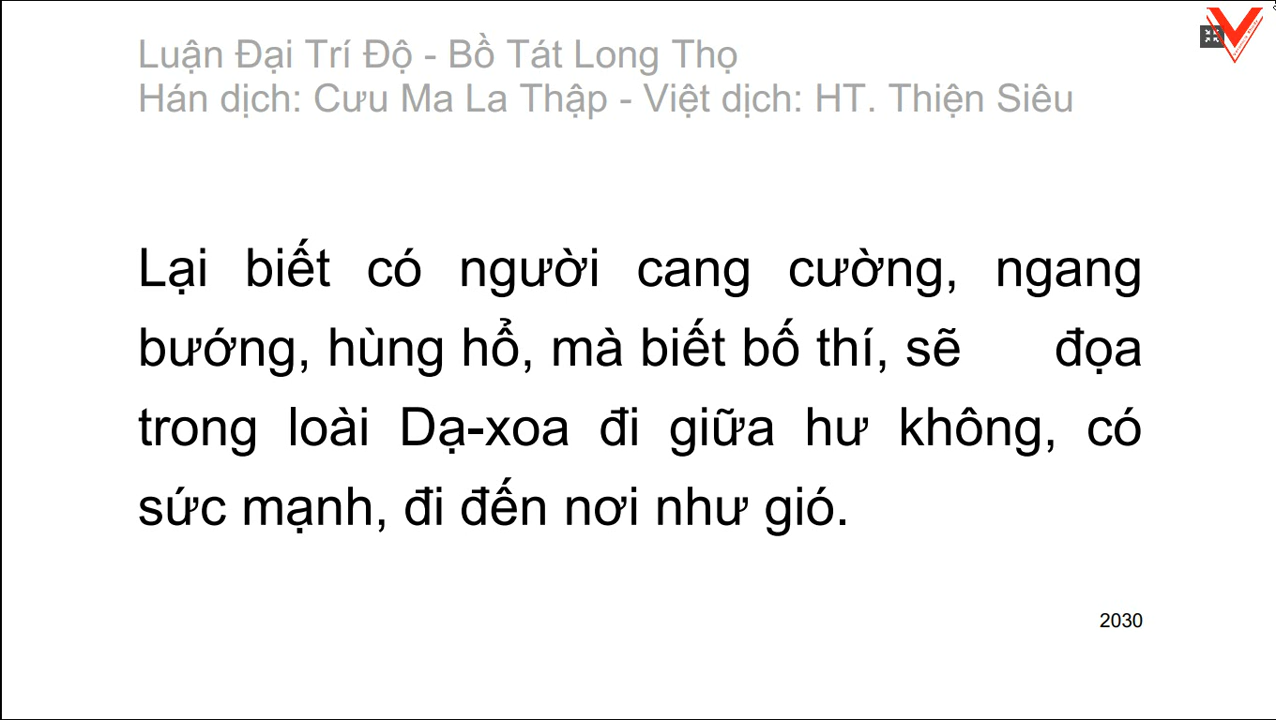 Luận Đại Trí Độ - Bồ Tát Long Thọ
Hán dịch: Cưu Ma La Thập - Việt dịch: HT. Thiện Siêu
Lại biết có người cang cường, ngang
bướng, hùng hổ, mà biết bố thí, sẽ đọa
trong loài Dạ-xoa đi giữa hư không, có
sức mạnh, đi đến nơi như gió.
2030